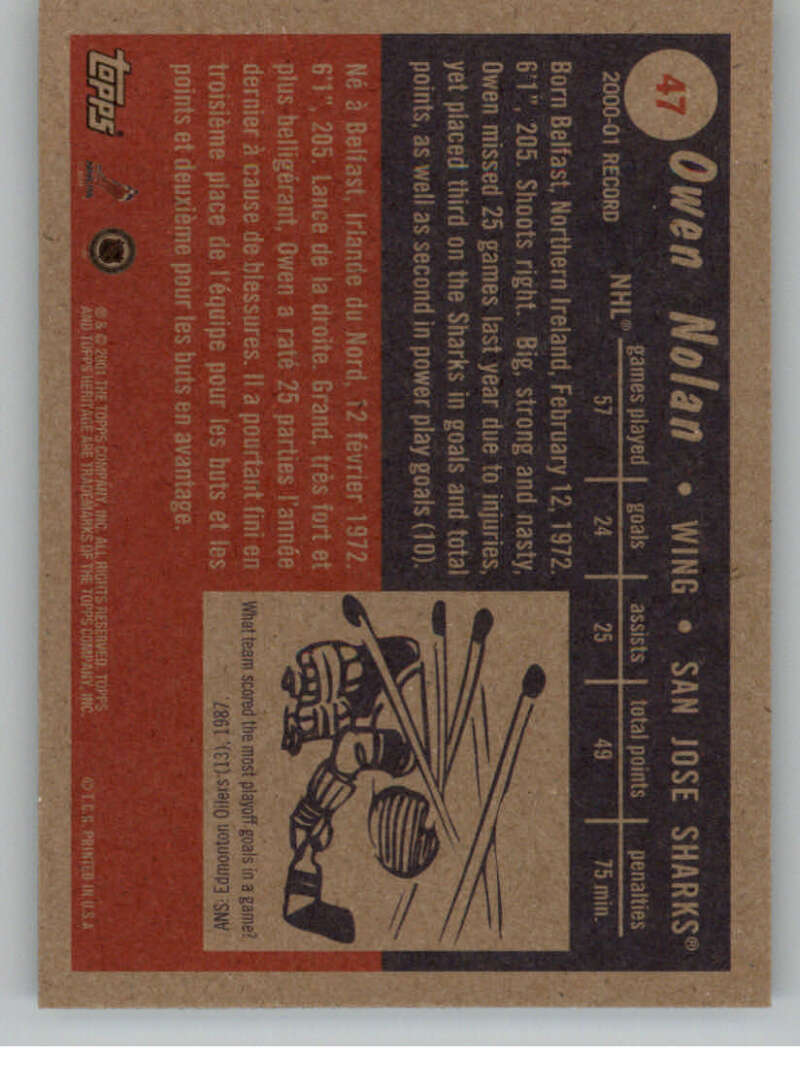 47
Owen Nolan • WING • SAN JOSE SHARKS®
2000-01 RECORD
games played goals assists total points penalties
NHL® 57 24 25 49 75 min.
Born Belfast, Northern Ireland, February 12, 1972.
6'1", 205. Shoots right. Big, strong and nasty,
Owen missed 25 games last year due to injuries,
yet placed third on the Sharks in goals and total
points, as well as second in power play goals (10).
Né à Belfast, Irlande du Nord, 12 février 1972.
6'1", 205. Lance de la droite. Grand, très fort et
plus belligérant, Owen a raté 25 parties l'année
dernier à cause de blessures. Il a pourtant fini en
troisième place de l'équipe pour les buts et les
points et deuxième pour les buts en avantage.
What team scored the most playoff goals in a game?
ANS: Edmonton Oilers (13), 1987.
topps®
® & © 2001 THE TOPPS COMPANY, INC. ALL RIGHTS RESERVED. TOPPS
AND TOPPS HERITAGE ARE TRADEMARKS OF THE TOPPS COMPANY, INC.
© T.C.G. PRINTED IN U.S.A